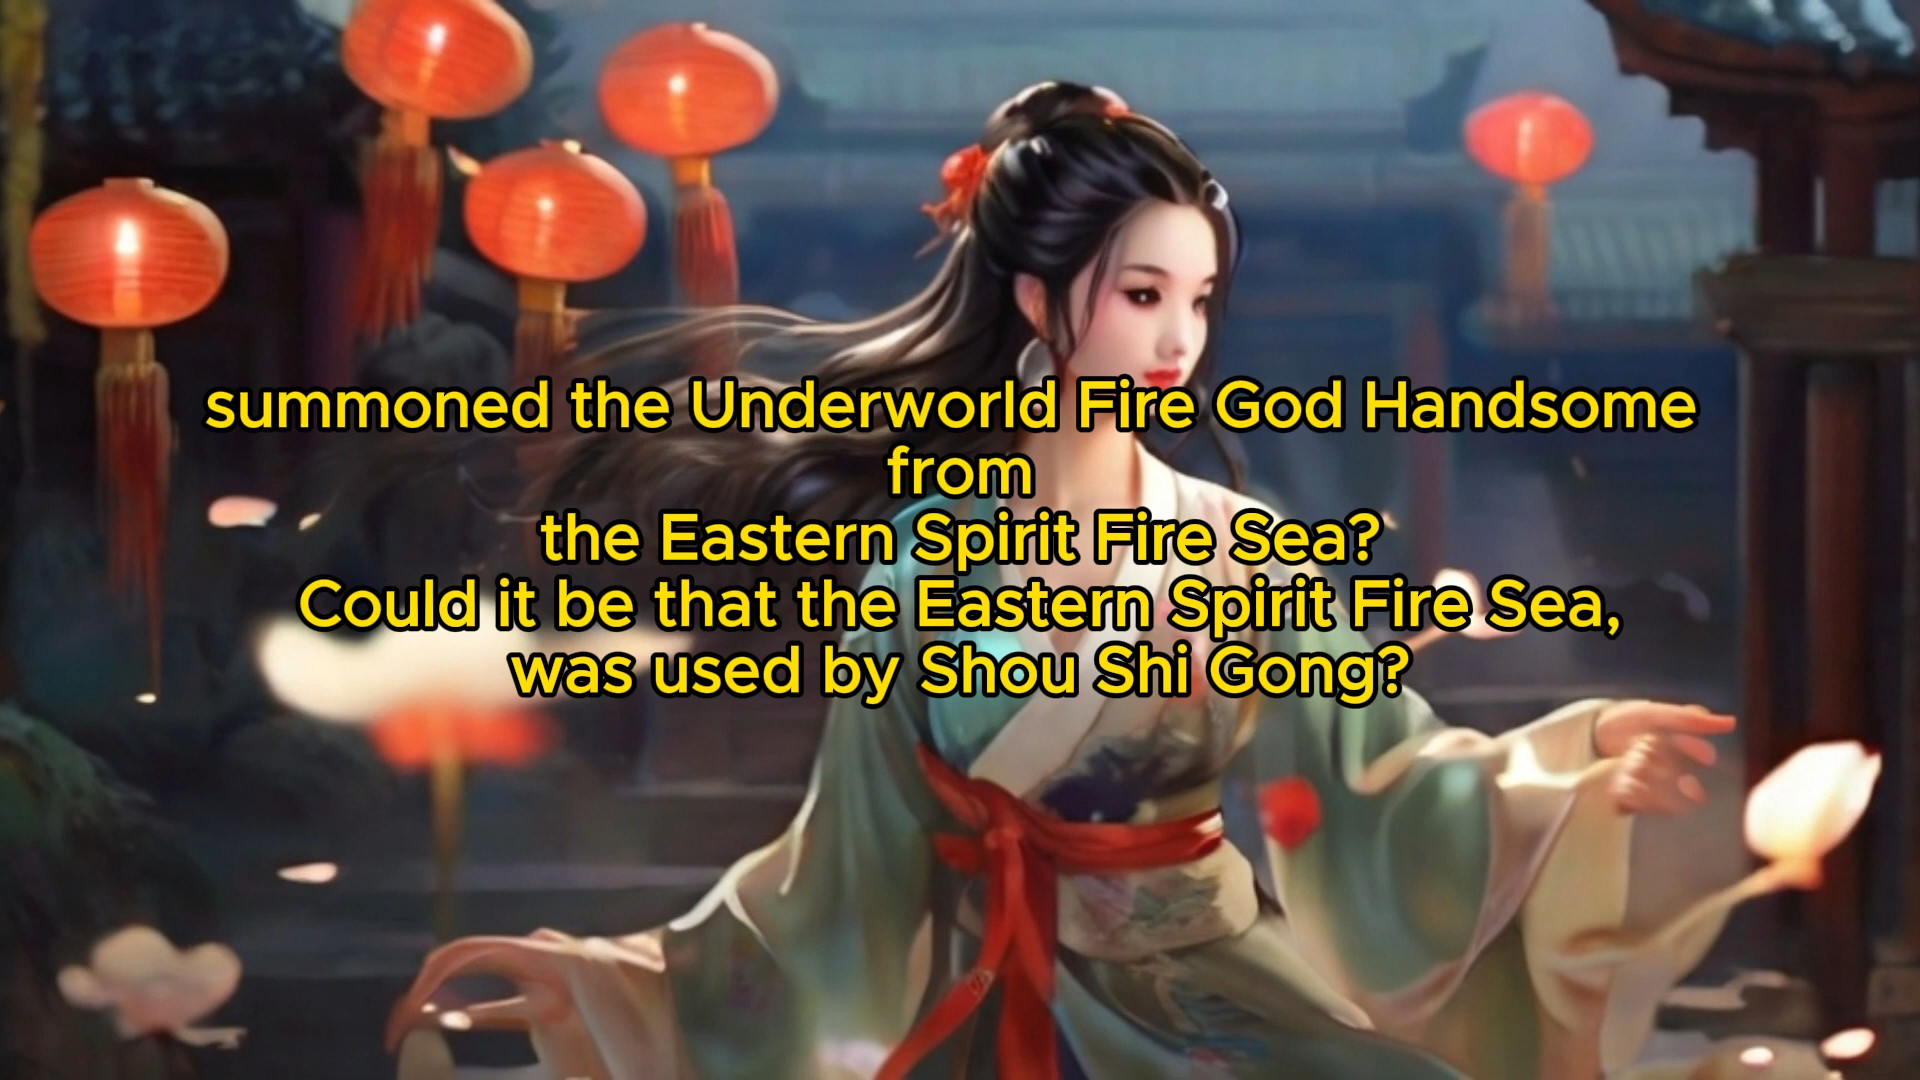 summoned the Underworld Fire God Handsome
from
the Eastern Spirit Fire Sea?
Could it be that the Eastern Spirit Fire Sea,
was used by Shou Shi Gong?